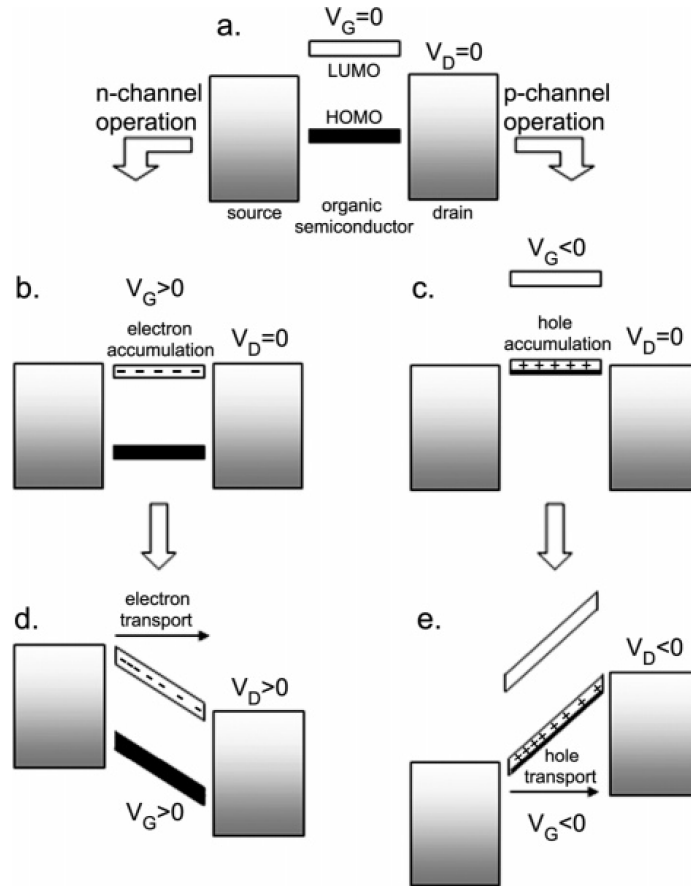 a.
V_G=0
V_D=0
LUMO
HOMO
n-channel
operation
p-channel
operation
source
organic
semiconductor
drain
b.
V_G>0
electron
accumulation
V_D=0
c.
V_G<0
hole
accumulation
V_D=0
- - - - - -
+ + + + +
d.
electron
transport
V_D>0
V_G>0
e.
V_D<0
hole
transport
V_G<0